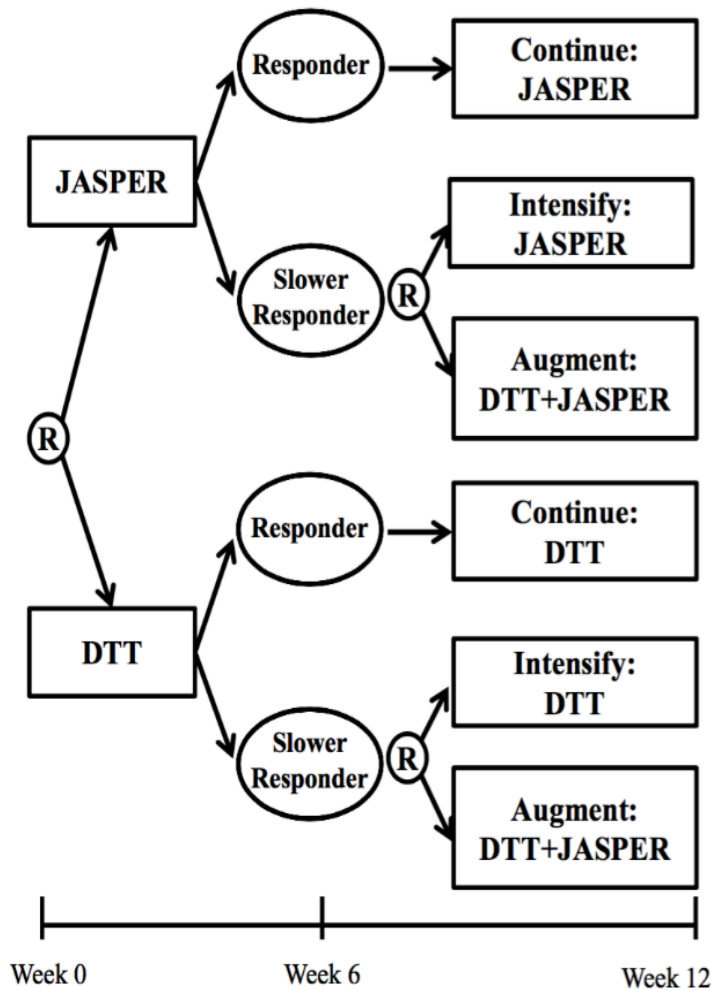 Responder
Continue:
JASPER
JASPER
Slower
Responder
R
Intensify:
JASPER
Augment:
DTT+JASPER
R
Responder
Continue:
DTT
DTT
Slower
Responder
R
Intensify:
DTT
Augment:
DTT+JASPER
Week 0
Week 6
Week 12